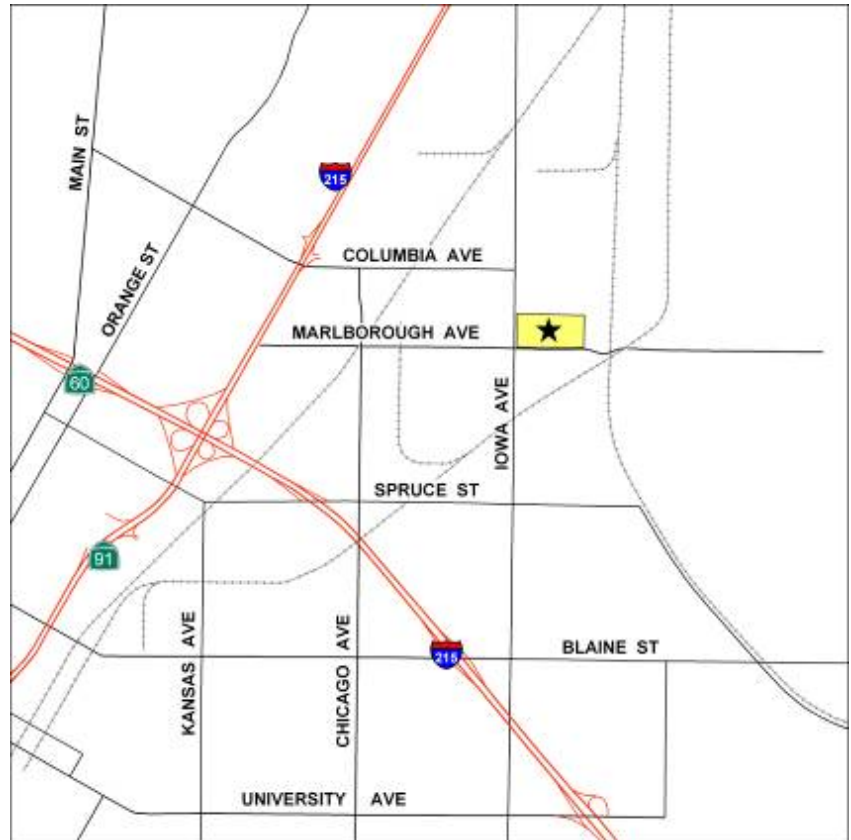 MAIN ST
215
ORANGE ST
COLUMBIA AVE
MARLBOROUGH AVE
60
IOWA AVE
SPRUCE ST
91
KANSAS AVE
CHICAGO AVE
215
BLAINE ST
UNIVERSITY AVE